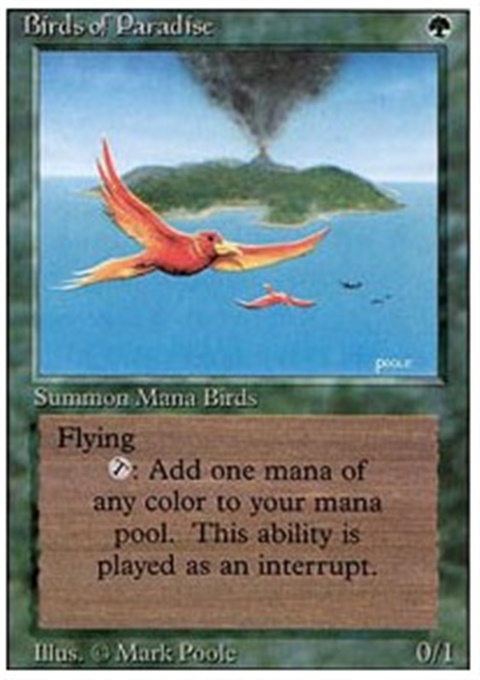 Birds of Paradise
POOLE
Summon Mana Birds
Flying
T: Add one mana of
any color to your mana
pool. This ability is
played as an interrupt.
Illus. © Mark Poole
0/1